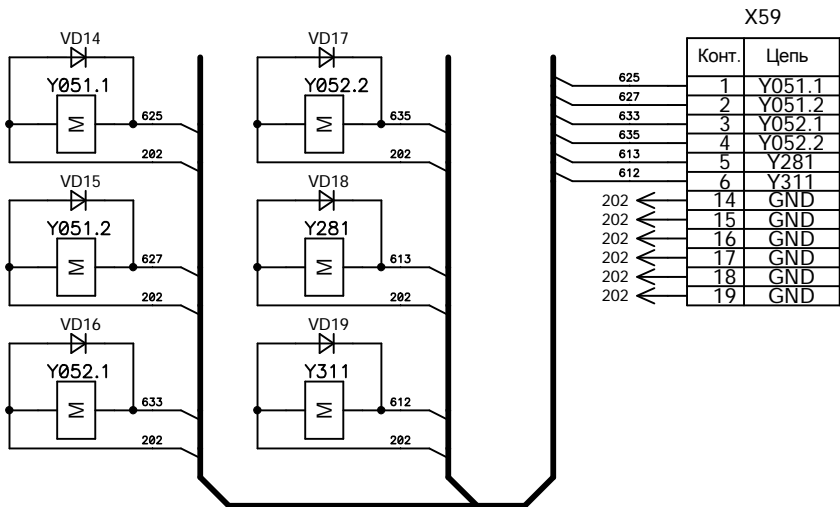 X59
Конт. Цепь
1 Y051.1
2 Y051.2
3 Y052.1
4 Y052.2
5 Y281
6 Y311
14 GND
15 GND
16 GND
17 GND
18 GND
19 GND
625
627
633
635
613
612
202
202
202
202
202
202
VD14
Y051.1
M
625
202
VD15
Y051.2
M
627
202
VD16
Y052.1
M
633
202
VD17
Y052.2
M
635
202
VD18
Y281
M
613
202
VD19
Y311
M
612
202